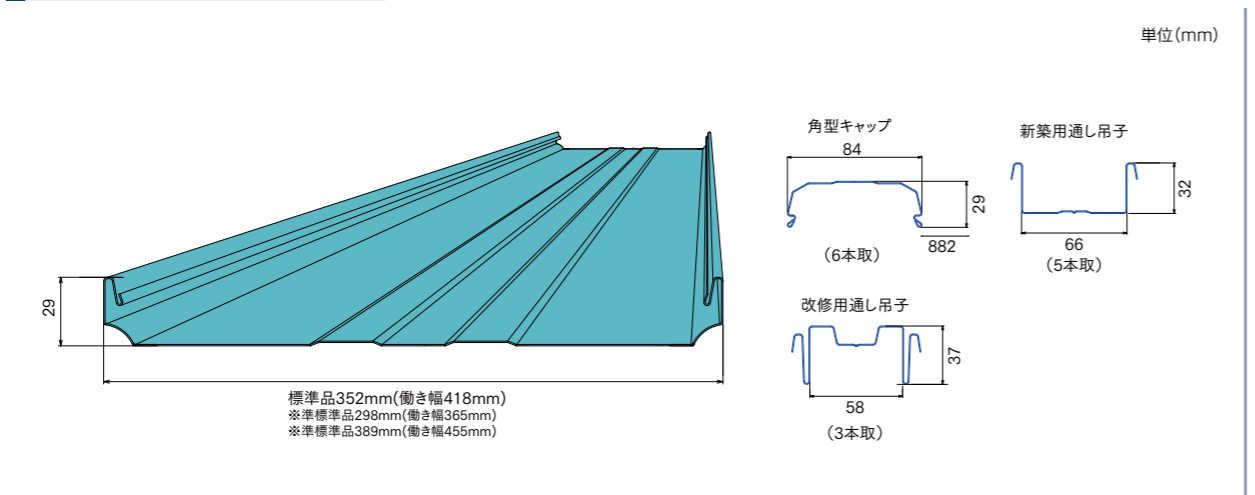 単位(mm)
角型キャップ
84
29
882
(6本取)
新築用通し吊子
32
66
(5本取)
改修用通し吊子
37
58
(3本取)
29
標準品352mm(働き幅418mm)
※準標準品298mm(働き幅365mm)
※準標準品389mm(働き幅455mm)